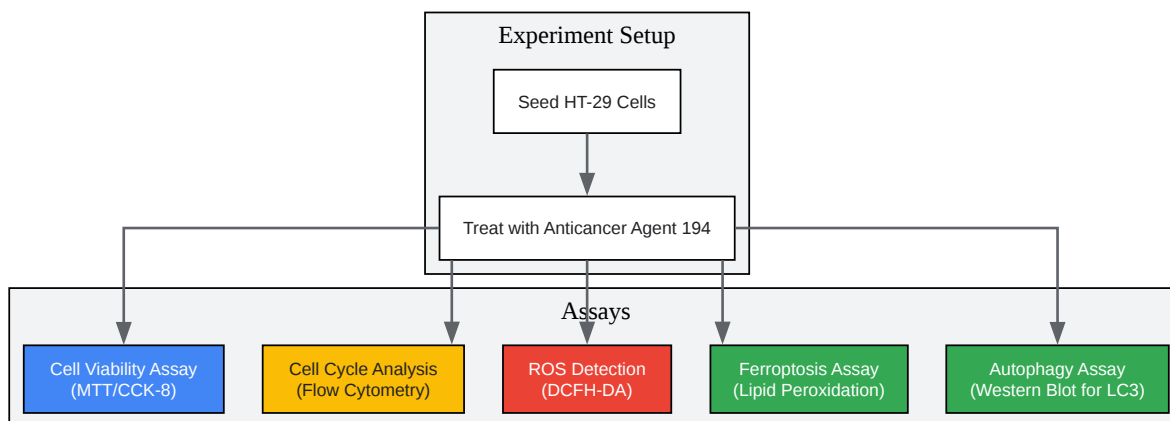 Experiment Setup
Seed HT-29 Cells
Treat with Anticancer Agent 194
Assays
Cell Viability Assay
(MTT/CCK-8)
Cell Cycle Analysis
(Flow Cytometry)
ROS Detection
(DCFH-DA)
Ferroptosis Assay
(Lipid Peroxidation)
Autophagy Assay
(Western Blot for LC3)